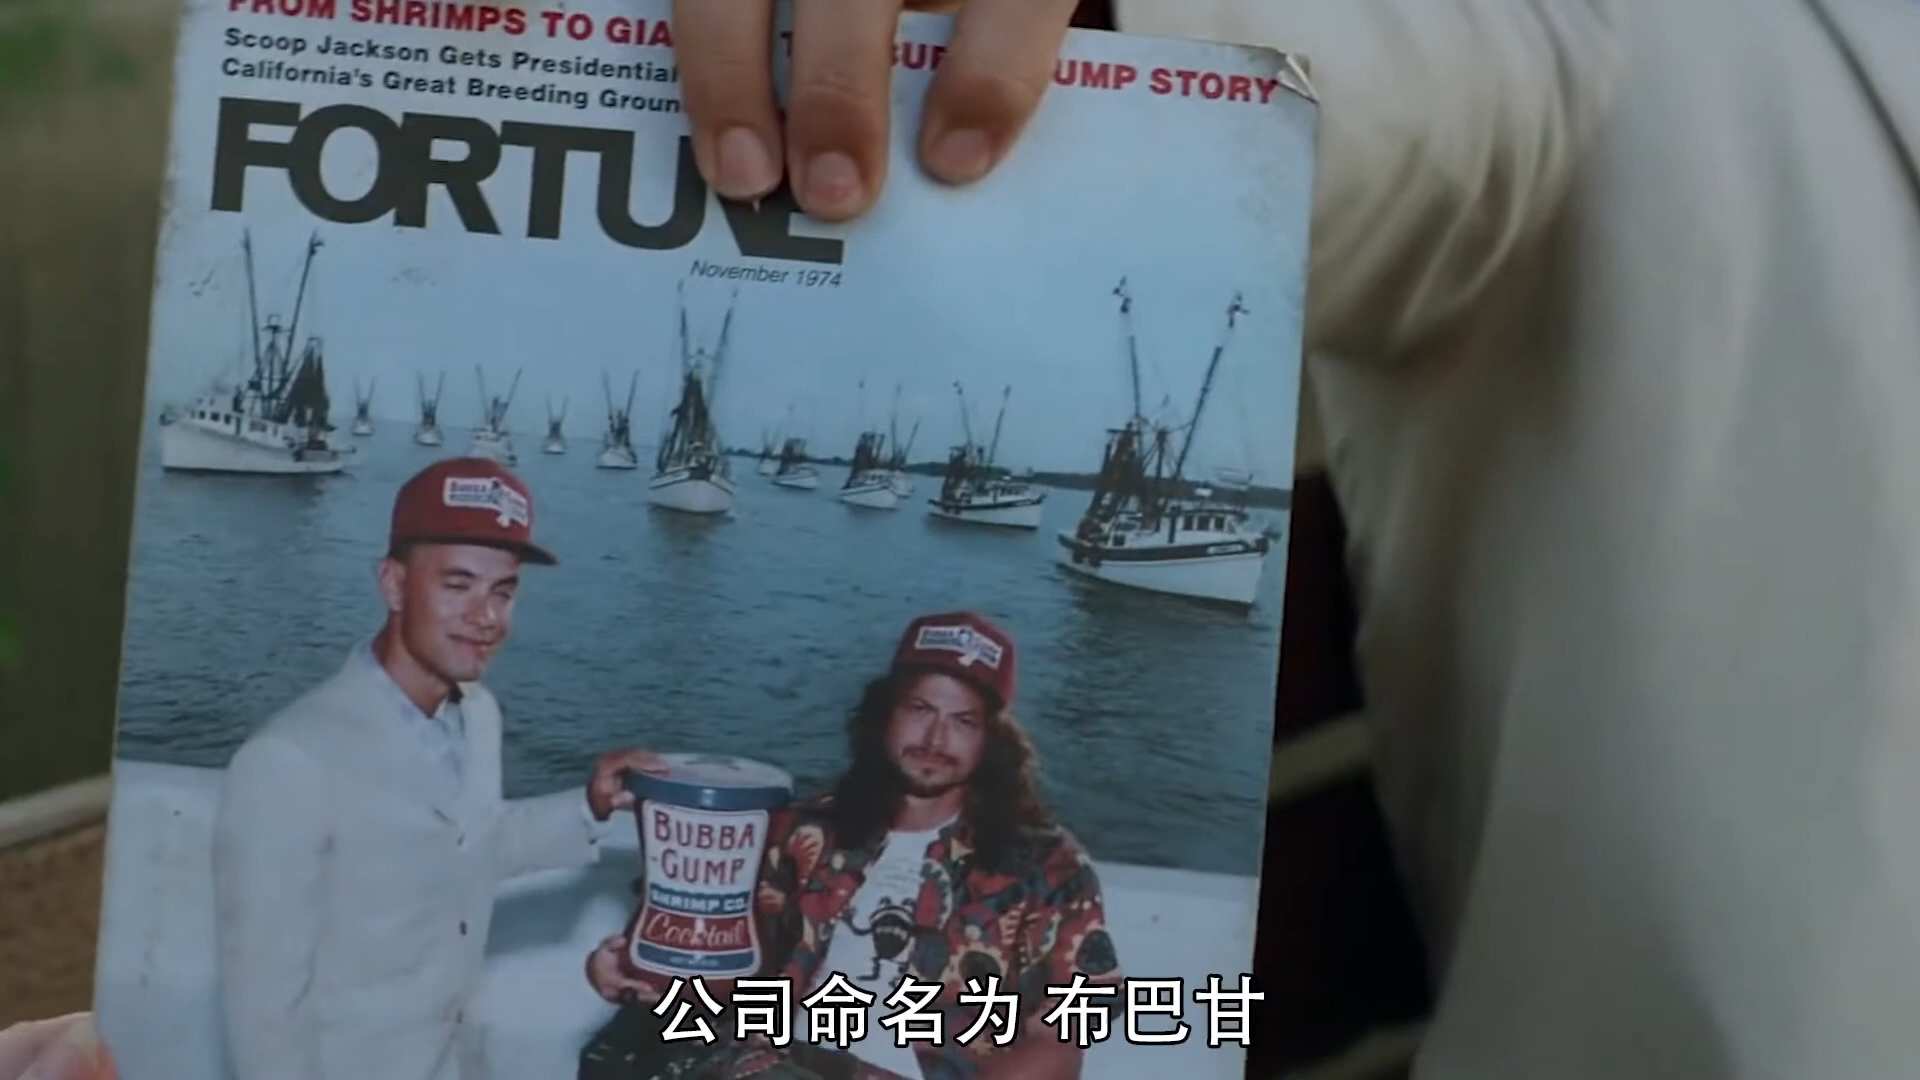 FROM SHRIMPS TO GIA
UMP STORY
Scoop Jackson Gets Presidential
California's Great Breeding Groun
FORTUNE
November 1974
BUBBA
-GUMP
SHRIMP CO.
Cocktail
公司命名为 布巴甘